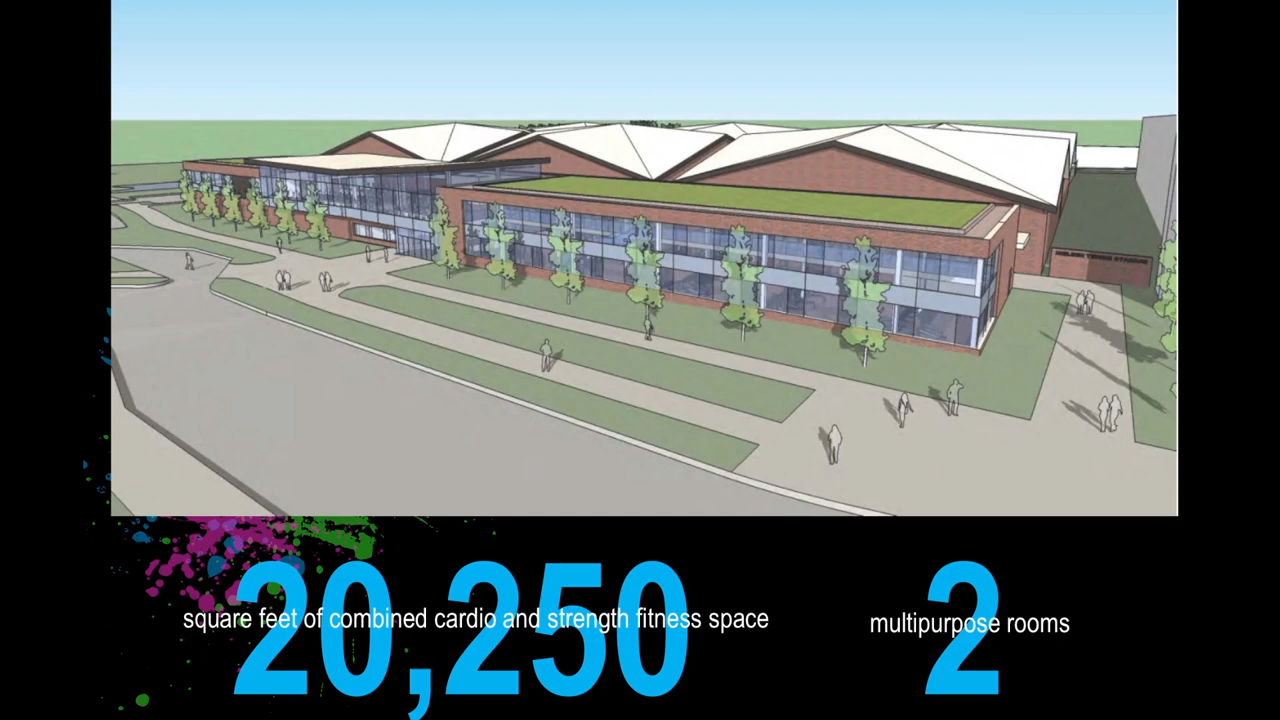 20,250
square feet of combined cardio and strength fitness space
2
multipurpose rooms